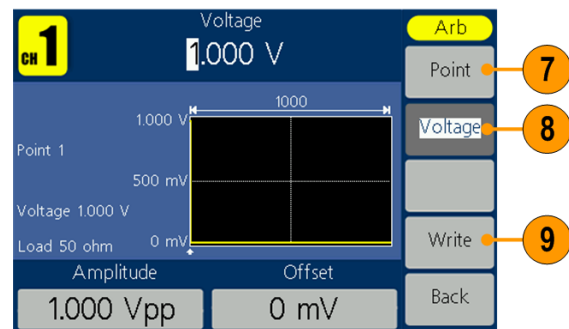 CH 1
Voltage
1.000 V
Arb
Point
7
Voltage
8
Write
9
Back
1000
1.000 V
Point 1
500 mV
Voltage 1.000 V
0 mV
Load 50 ohm
Amplitude
Offset
1.000 Vpp
0 mV